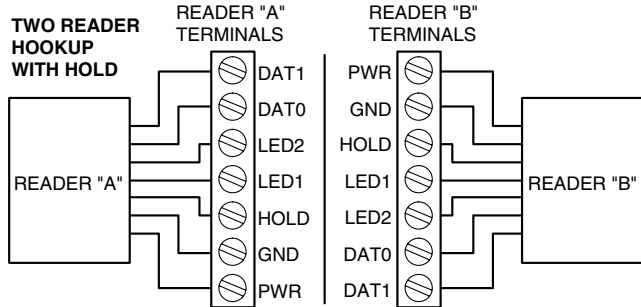 TWO READER
HOOKUP
WITH HOLD
READER "A"
TERMINALS
READER "B"
TERMINALS
DAT1
DAT0
LED2
LED1
HOLD
GND
PWR
PWR
GND
HOLD
LED1
LED2
DAT0
DAT1
READER "A"
READER "B"